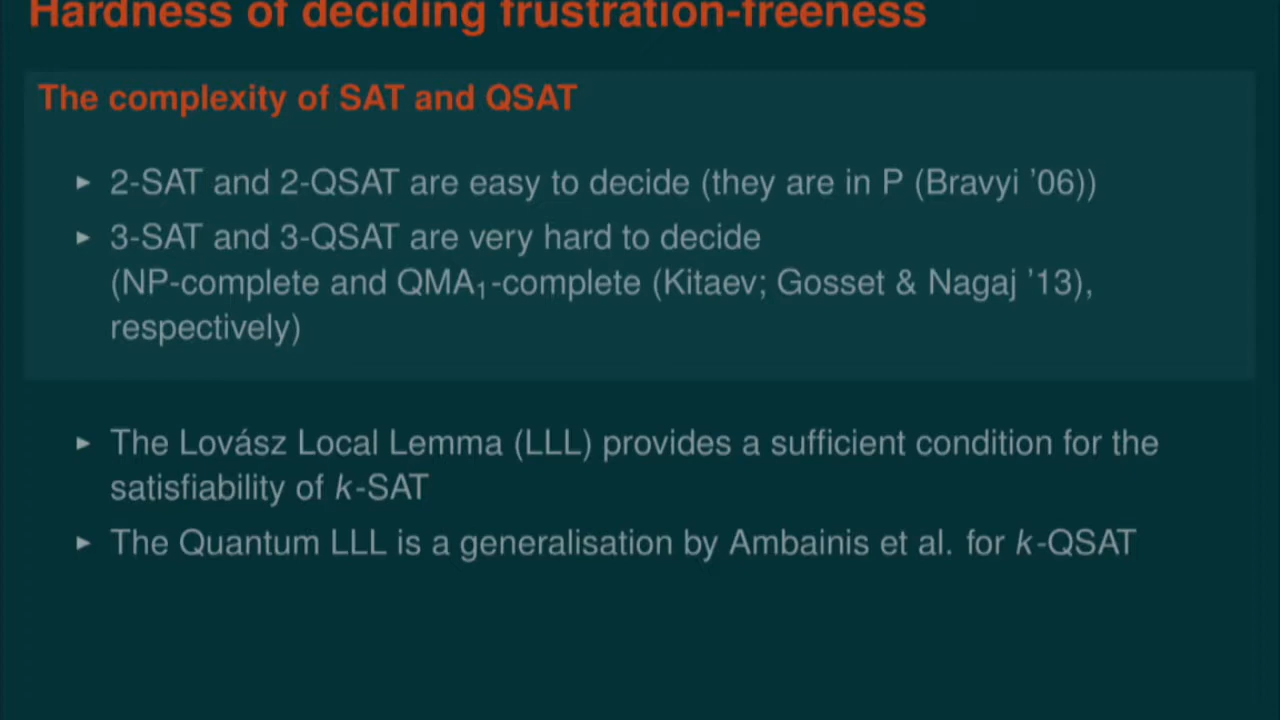 Hardness of deciding frustration-freeness
The complexity of SAT and QSAT
▸ 2-SAT and 2-QSAT are easy to decide (they are in P (Bravyi ’06))
▸ 3-SAT and 3-QSAT are very hard to decide
(NP-complete and QMA₁-complete (Kitaev; Gosset & Nagaj ’13),
respectively)
▸ The Lovász Local Lemma (LLL) provides a sufficient condition for the
satisfiability of k-SAT
▸ The Quantum LLL is a generalisation by Ambainis et al. for k-QSAT